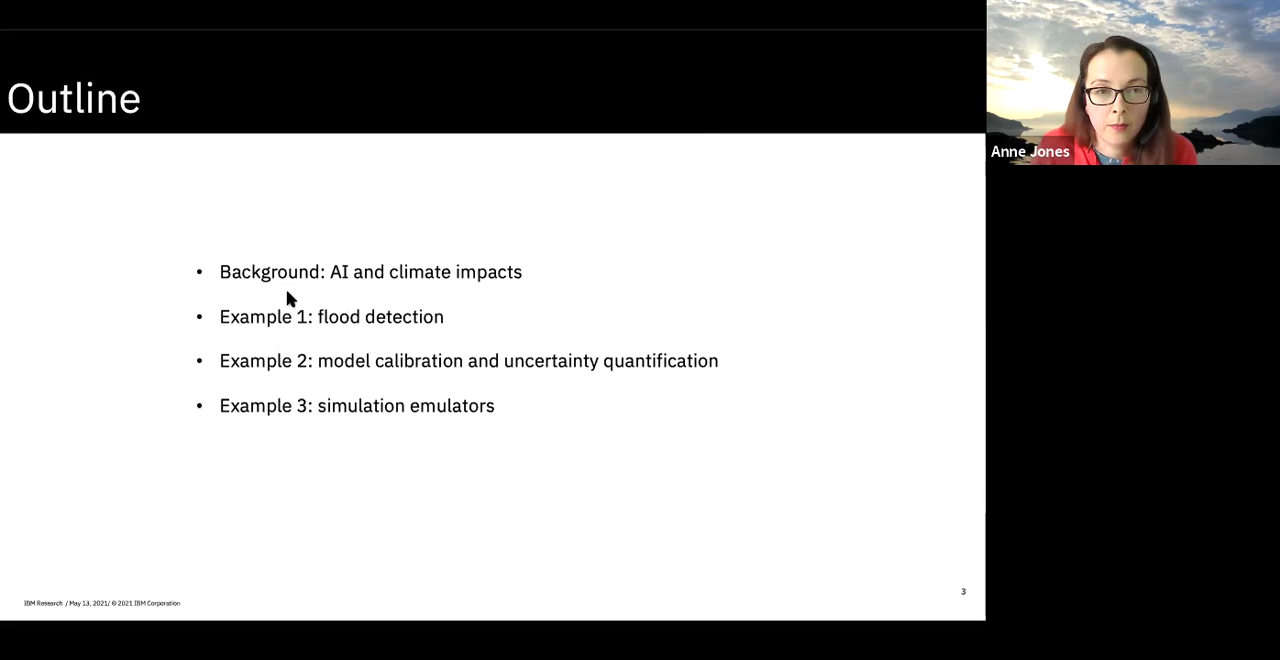 Outline
Anne Jones
• Background: AI and climate impacts
• Example 1: flood detection
• Example 2: model calibration and uncertainty quantification
• Example 3: simulation emulators
3
IBM Research / May 13, 2021/ © 2021 IBM Corporation